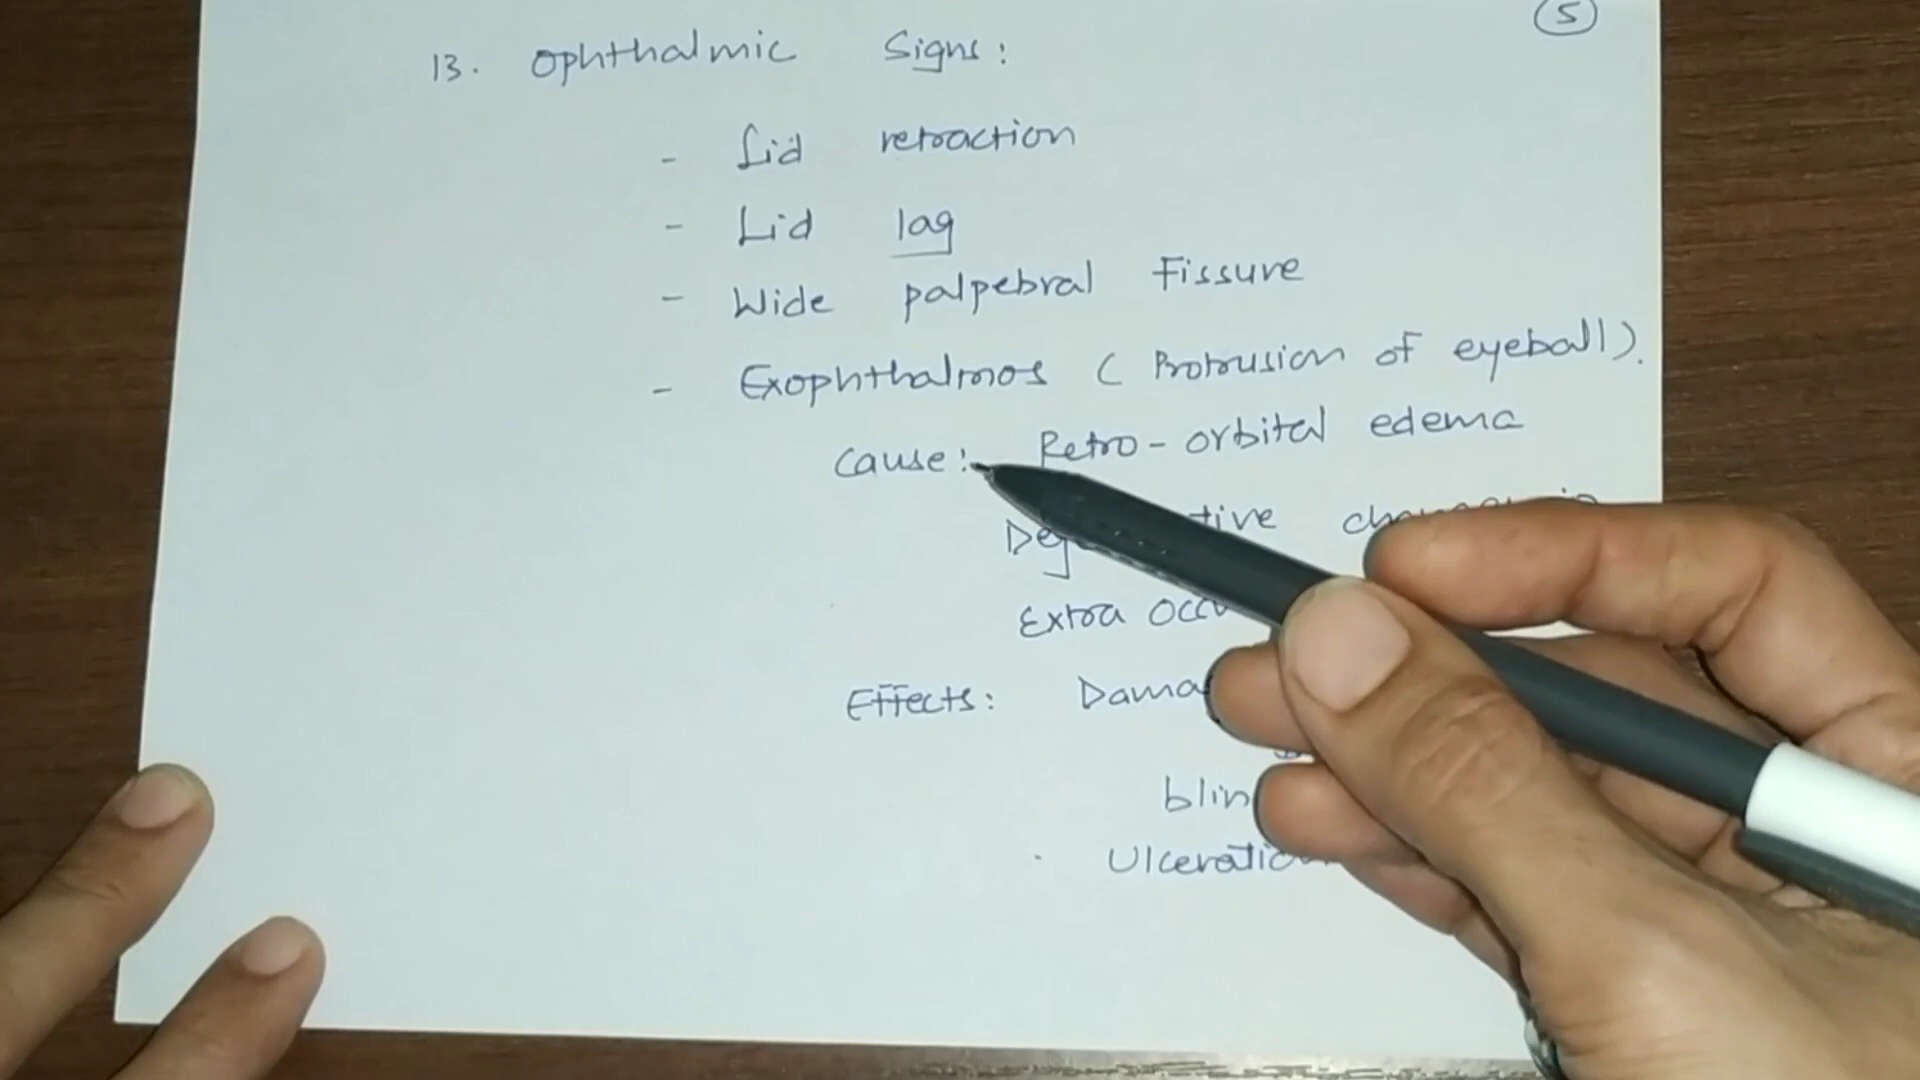 5
13. Ophthalmic Signs:
- Lid retraction
- Lid lag
- Wide palpebral Fissure
- Exophthalmos ( Protrusion of eyeball).
Cause: Retro-orbital edema
Extra
Effects:
Ulceration